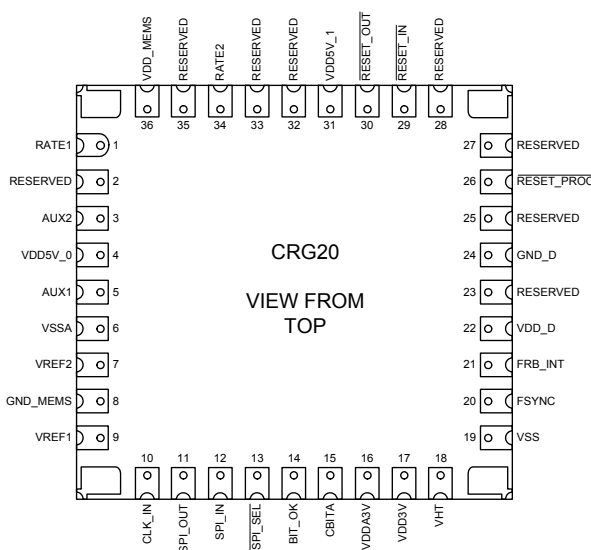 VDD_MEMS
RESERVED
RATE2
RESERVED
RESERVED
VDD5V_1
RESET_OUT
RESET_IN
RESERVED
36 35 34 33 32 31 30 29 28
RATE1 1
RESERVED 2
AUX2 3
VDD5V_0 4
AUX1 5
VSSA 6
VREF2 7
GND_MEMS 8
VREF1 9
CRG20
VIEW FROM
TOP
27 RESERVED
26 RESET_PROC
25 RESERVED
24 GND_D
23 RESERVED
22 VDD_D
21 FRB_INT
20 FSYNC
19 VSS
10 11 12 13 14 15 16 17 18
CLK_IN
SPI_OUT
SPI_IN
SPI_SEL
BIT_OK
CBITA
VDDA3V
VDD3V
VHT